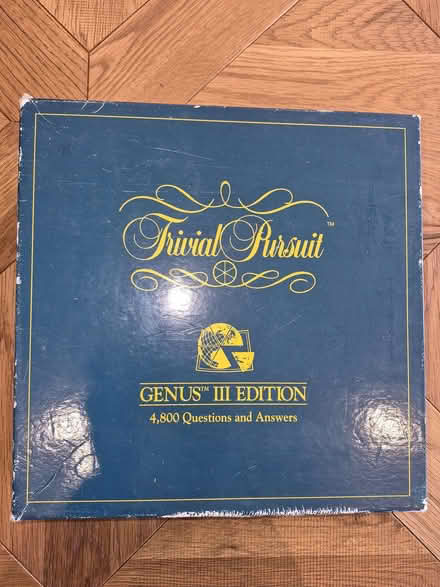 Trivial Pursuit™
GENUS™ III EDITION
4,800 Questions and Answers